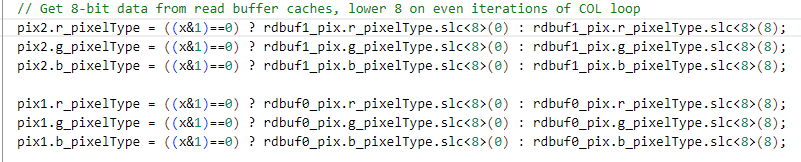 // Get 8-bit data from read buffer caches, lower 8 on even iterations of COL loop
pix2.r_pixelType = ((x&1)==0) ? rdbuf1_pix.r_pixelType.slc<8>(0) : rdbuf1_pix.r_pixelType.slc<8>(8);
pix2.g_pixelType = ((x&1)==0) ? rdbuf1_pix.g_pixelType.slc<8>(0) : rdbuf1_pix.g_pixelType.slc<8>(8);
pix2.b_pixelType = ((x&1)==0) ? rdbuf1_pix.b_pixelType.slc<8>(0) : rdbuf1_pix.b_pixelType.slc<8>(8);
pix1.r_pixelType = ((x&1)==0) ? rdbuf0_pix.r_pixelType.slc<8>(0) : rdbuf0_pix.r_pixelType.slc<8>(8);
pix1.g_pixelType = ((x&1)==0) ? rdbuf0_pix.g_pixelType.slc<8>(0) : rdbuf0_pix.g_pixelType.slc<8>(8);
pix1.b_pixelType = ((x&1)==0) ? rdbuf0_pix.b_pixelType.slc<8>(0) : rdbuf0_pix.b_pixelType.slc<8>(8);